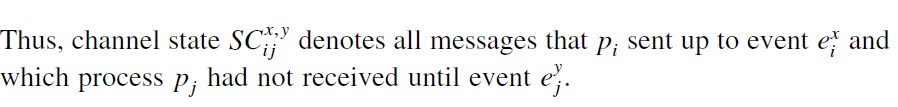 Thus, channel state $SC_{ij}^{x,y}$ denotes all messages that $p_i$ sent up to event $e_i^x$ and
which process $p_j$ had not received until event $e_j^y$.